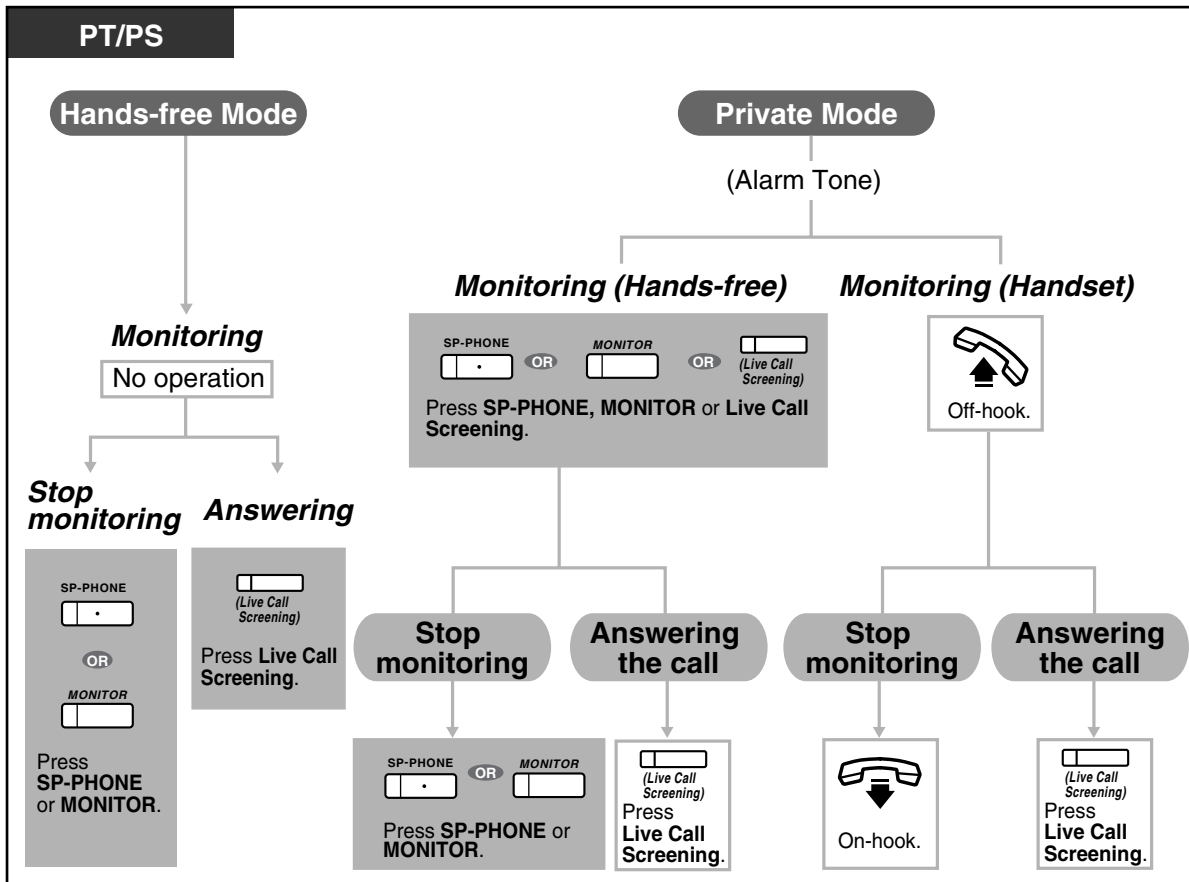 PT/PS
Hands-free Mode
Monitoring
No operation
Stop
monitoring
SP-PHONE
OR
MONITOR
Press
SP-PHONE
or MONITOR.
Answering
(Live Call
Screening)
Press Live Call
Screening.
Private Mode
(Alarm Tone)
Monitoring (Hands-free)
SP-PHONE
OR
MONITOR
OR
(Live Call
Screening)
Press SP-PHONE, MONITOR or Live Call
Screening.
Stop
monitoring
SP-PHONE
OR
MONITOR
Press SP-PHONE or
MONITOR.
Answering
the call
(Live Call
Screening)
Press
Live Call
Screening.
Monitoring (Handset)
Off-hook.
Stop
monitoring
On-hook.
Answering
the call
(Live Call
Screening)
Press
Live Call
Screening.